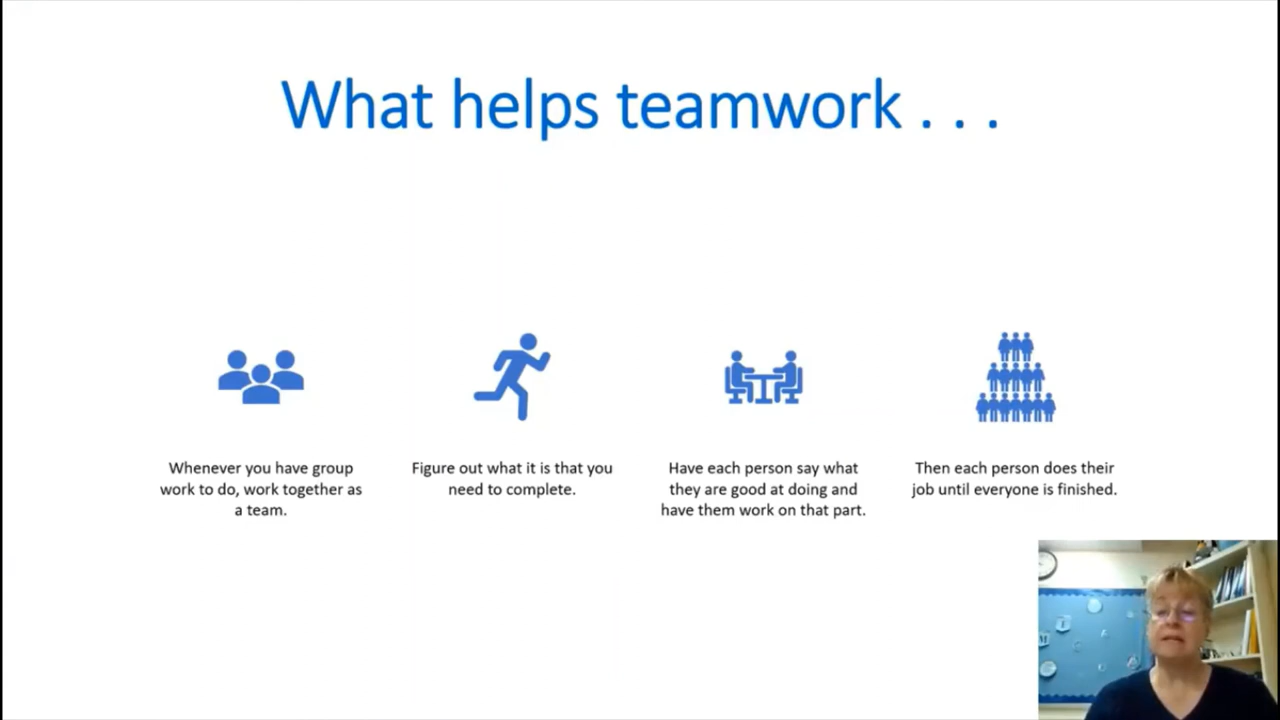 What helps teamwork . . .
Whenever you have group
work to do, work together as
a team.
Figure out what it is that you
need to complete.
Have each person say what
they are good at doing and
have them work on that part.
Then each person does their
job until everyone is finished.